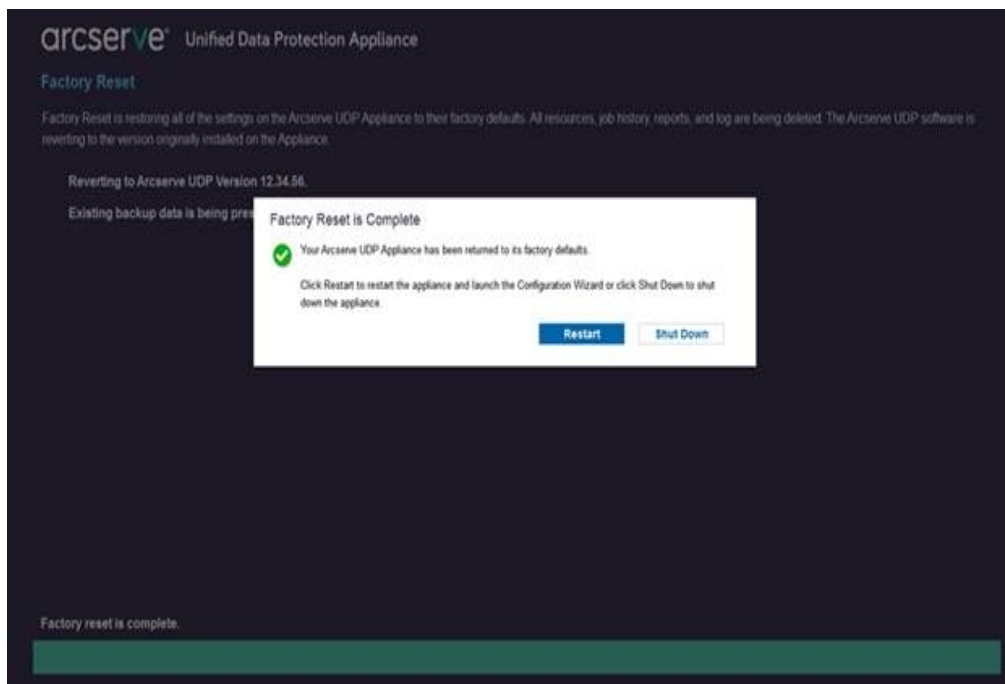 arcserve® Unified Data Protection Appliance
Factory Reset
Factory Reset is restoring all of the settings on the Arcserve UDP Appliance to their factory defaults. All resources, job history, reports, and log are being deleted. The Arcserve UDP software is
reverting to the version originally installed on the Appliance.
Reverting to Arcserve UDP Version 12.34.56.
Existing backup data is being
Factory Reset is Complete
Your Arcserve UDP Appliance has been returned to its factory defaults.
Click Restart to restart the appliance and launch the Configuration Wizard or click Shut Down to shut
down the appliance.
Restart Shut Down
Factory reset is complete.